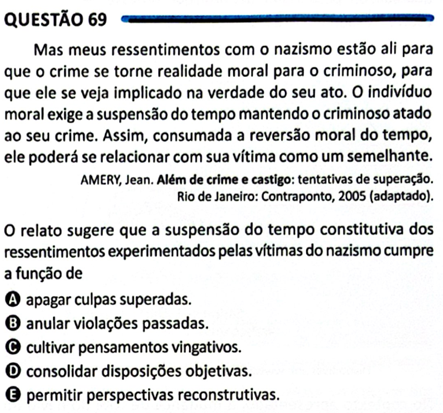 QUESTÃO 69
Mas meus ressentimentos com o nazismo estão ali para
que o crime se torne realidade moral para o criminoso, para
que ele se veja implicado na verdade do seu ato. O indivíduo
moral exige a suspensão do tempo mantendo o criminoso atado
ao seu crime. Assim, consumada a reversão moral do tempo,
ele poderá se relacionar com sua vítima como um semelhante.
AMERY, Jean. Além de crime e castigo: tentativas de superação.
Rio de Janeiro: Contraponto, 2005 (adaptado).
O relato sugere que a suspensão do tempo constitutiva dos
ressentimentos experimentados pelas vítimas do nazismo cumpre
a função de
A apagar culpas superadas.
B anular violações passadas.
C cultivar pensamentos vingativos.
D consolidar disposições objetivas.
E permitir perspectivas reconstrutivas.